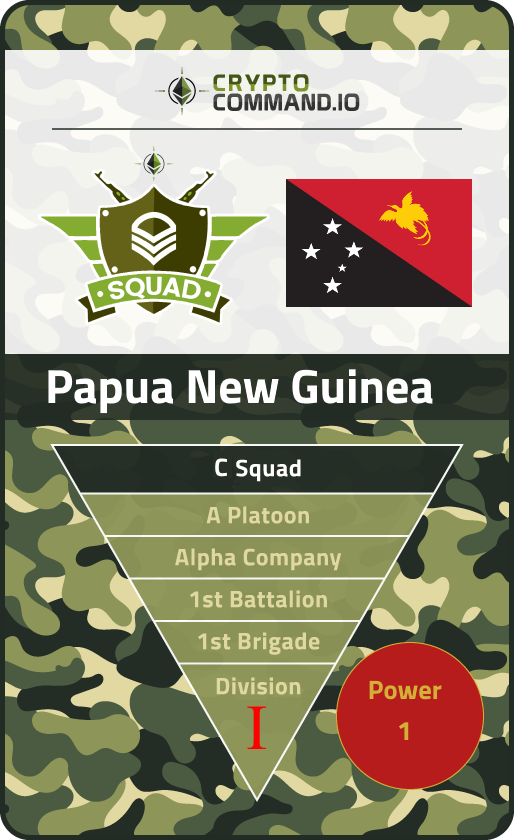 CRYPTO
COMMAND.IO
SQUAD
Papua New Guinea
C Squad
A Platoon
Alpha Company
1st Battalion
1st Brigade
Division
I
Power
1